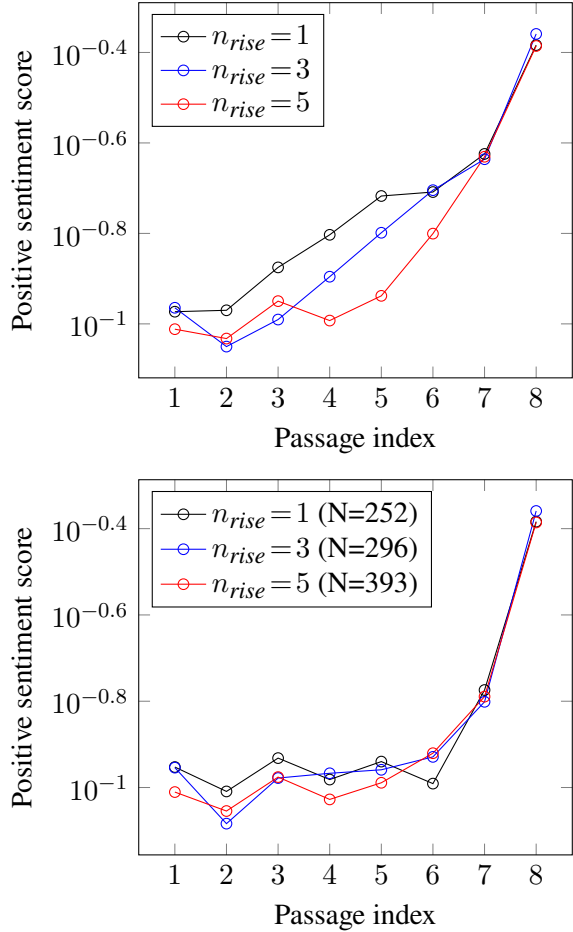 n_rise = 1
n_rise = 3
n_rise = 5
Positive sentiment score
10^−0.4
10^−0.6
10^−0.8
10^−1
1 2 3 4 5 6 7 8
Passage index
n_rise = 1 (N=252)
n_rise = 3 (N=296)
n_rise = 5 (N=393)
Positive sentiment score
10^−0.4
10^−0.6
10^−0.8
10^−1
1 2 3 4 5 6 7 8
Passage index